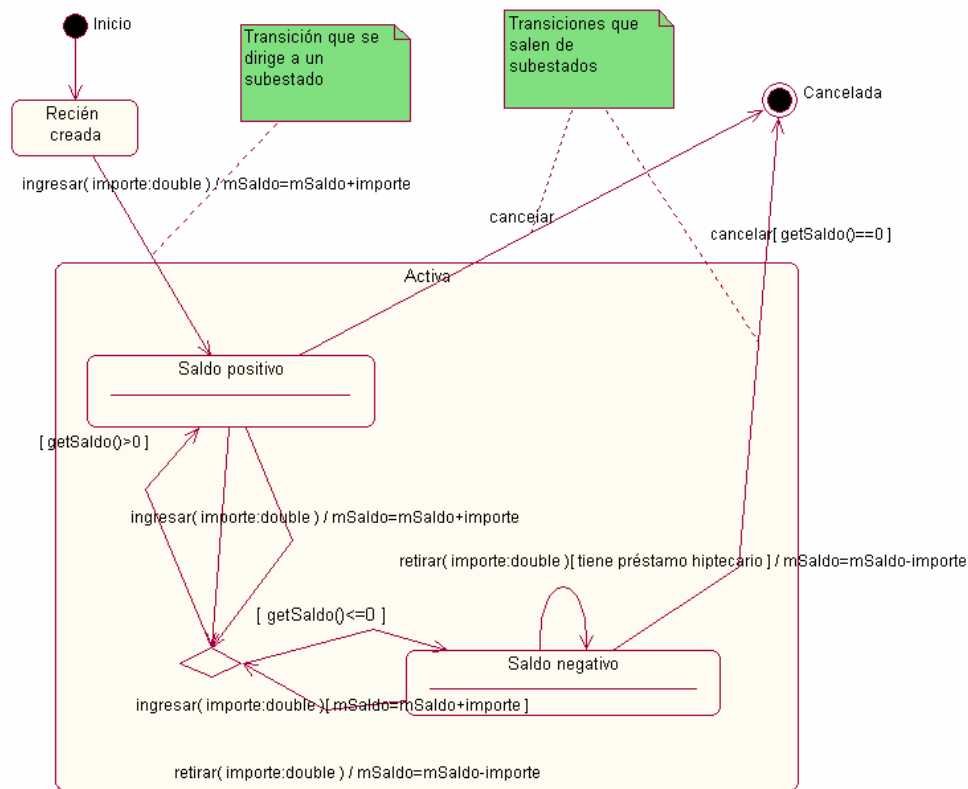 Inicio
Transición que se
dirige a un
subestado
Transiciones que
salen de
subestados
Cancelada
Recién
creada
ingresar( importe:double ) / mSaldo=mSaldo+importe
cancelar
cancelar[ getSaldo()==0 ]
Activa
Saldo positivo
[ getSaldo()>0 ]
ingresar( importe:double ) / mSaldo=mSaldo+importe
retirar( importe:double )[ tiene préstamo hiptecario ] / mSaldo=mSaldo-importe
[ getSaldo()<=0 ]
Saldo negativo
ingresar( importe:double )[ mSaldo=mSaldo+importe ]
retirar( importe:double ) / mSaldo=mSaldo-importe